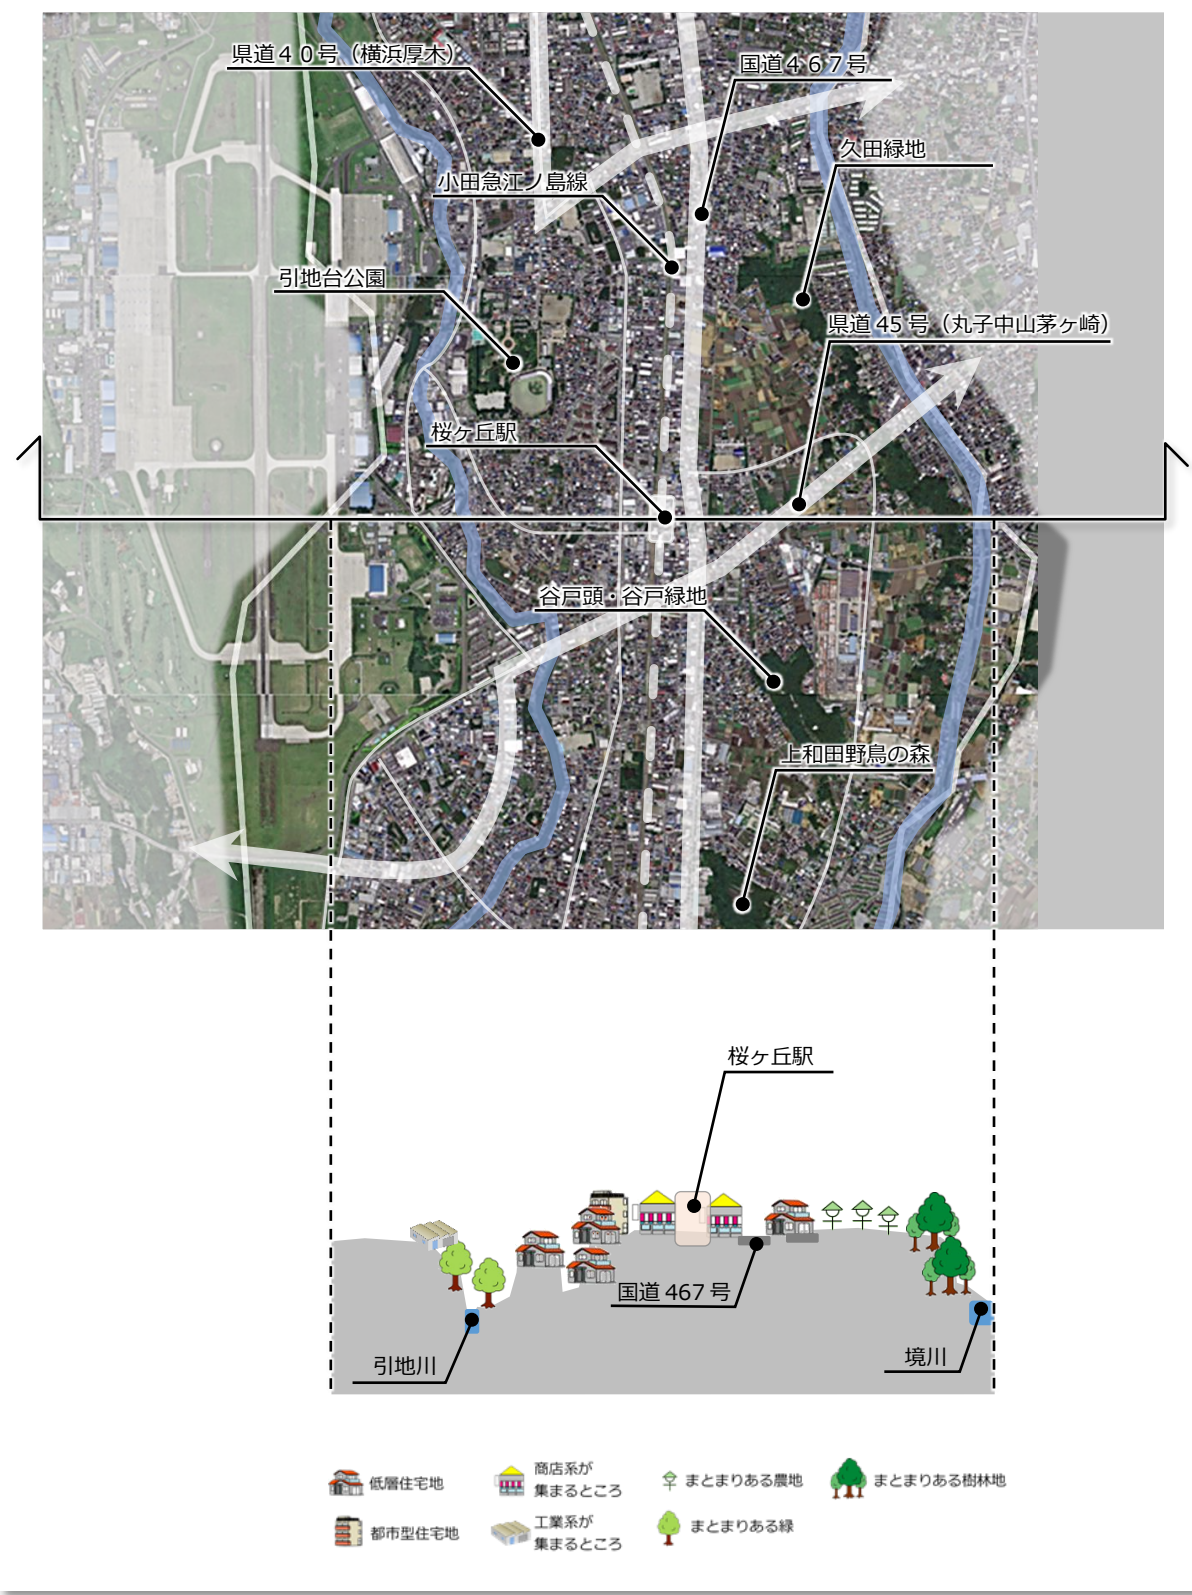 県道４０号（横浜厚木）
国道４６７号
久田緑地
小田急江ノ島線
引地台公園
県道 45 号（丸子中山茅ヶ崎）
桜ヶ丘駅
谷戸頭・谷戸緑地
上和田野鳥の森
桜ヶ丘駅
国道 467 号
引地川
境川
低層住宅地
商店系が
集まるところ
まとまりある農地
まとまりある樹林地
都市型住宅地
工業系が
集まるところ
まとまりある緑